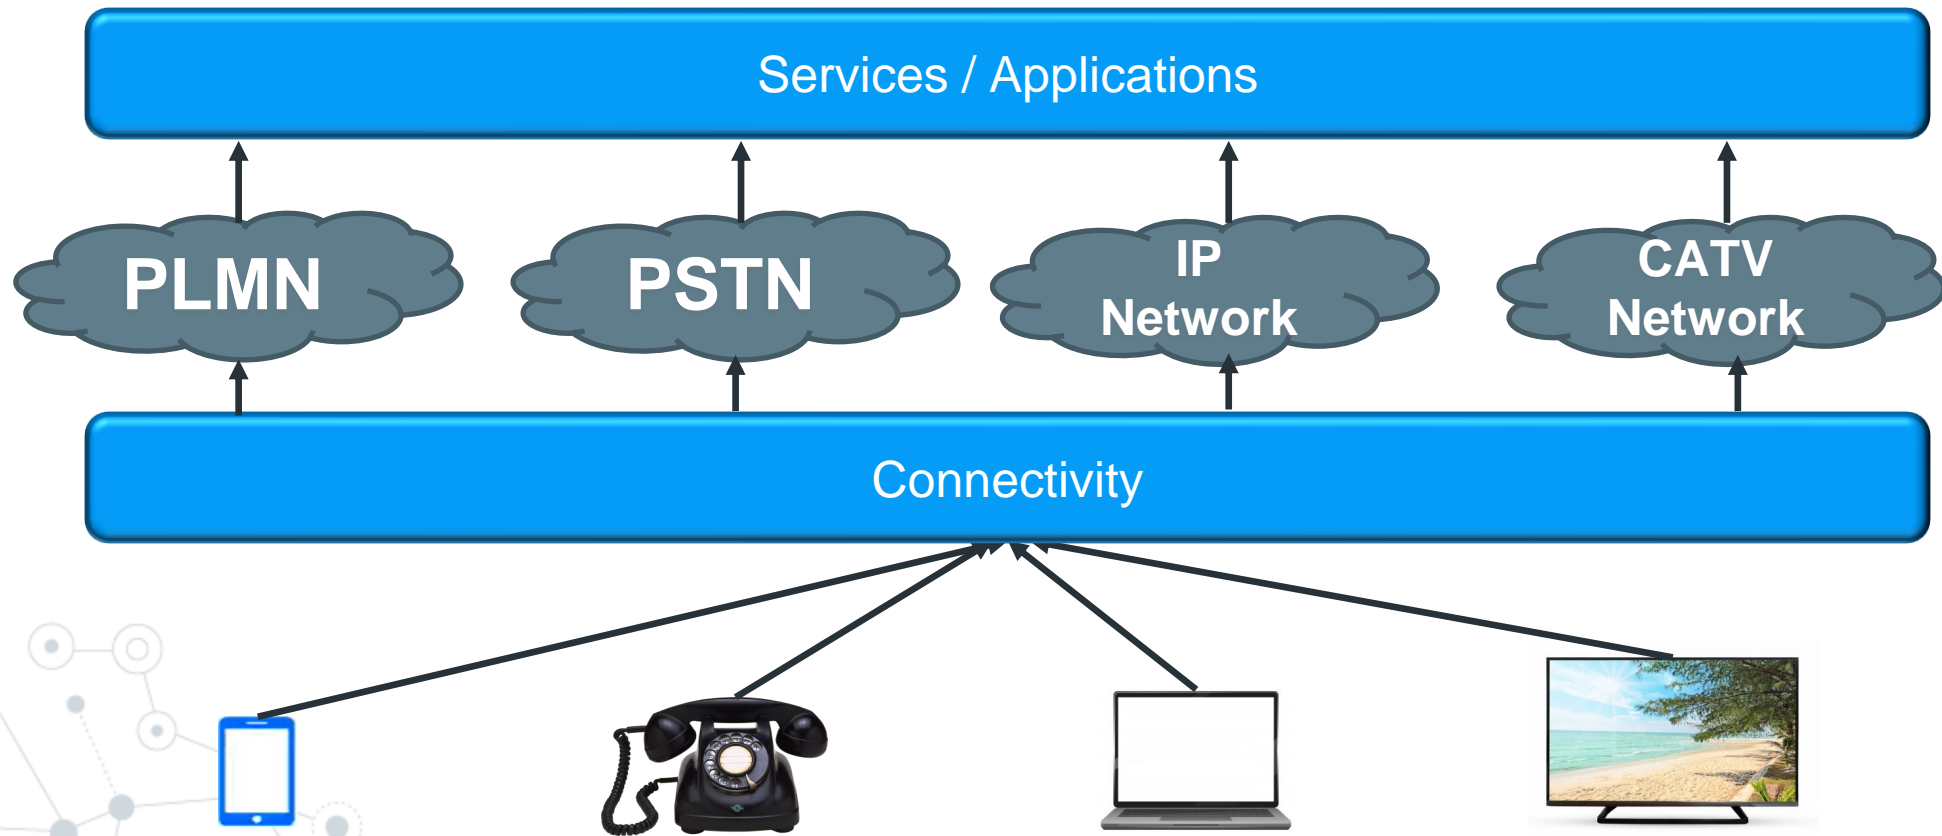 Services / Applications
PLMN
PSTN
IP
Network
CATV
Network
Connectivity